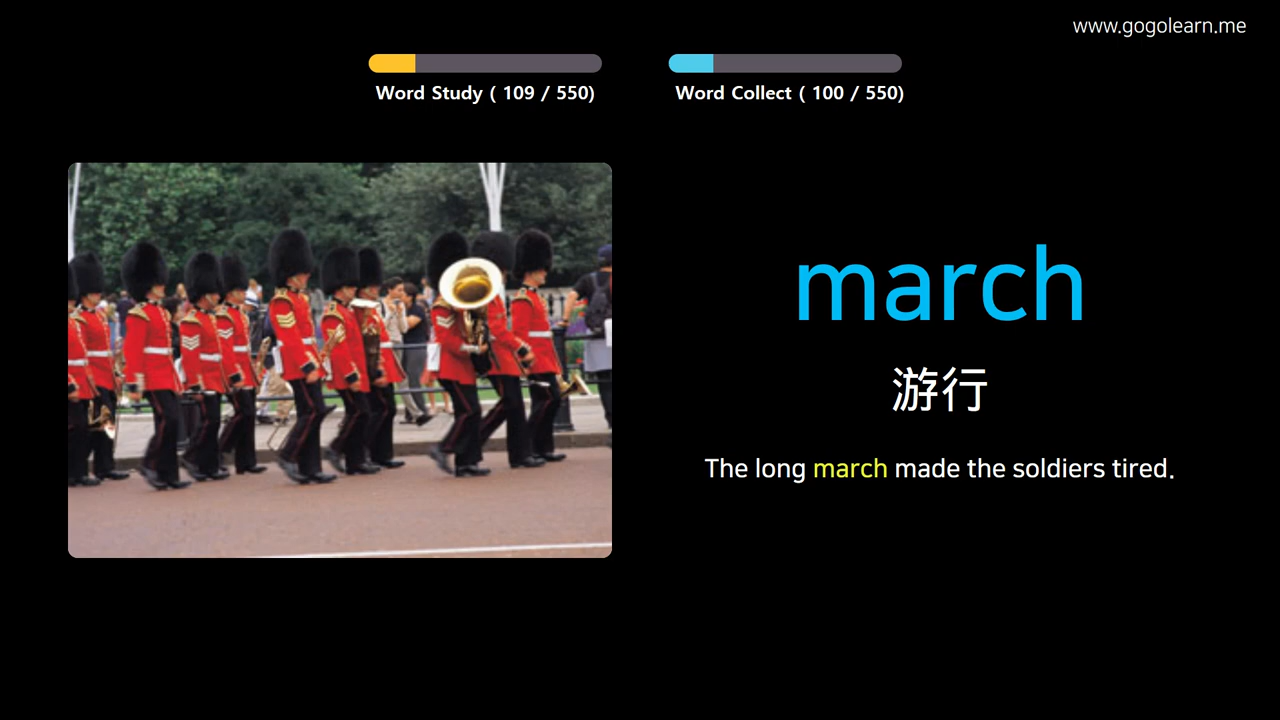 www.gogolearn.me
Word Study ( 109 / 550)
Word Collect ( 100 / 550)
march
游行
The long march made the soldiers tired.